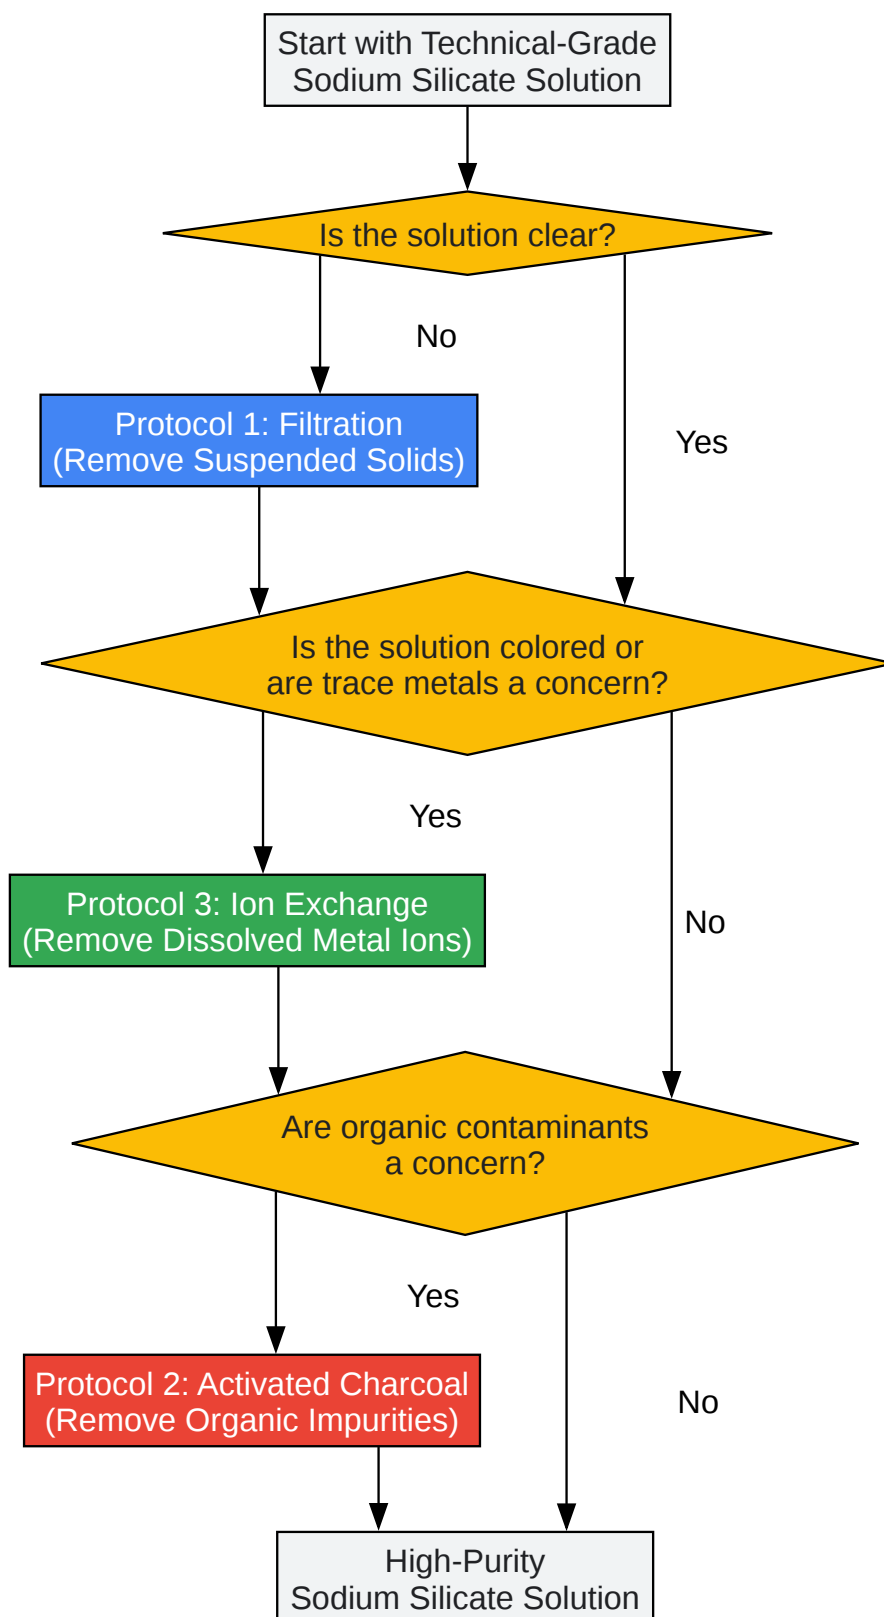 Start with Technical-Grade
Sodium Silicate Solution
Is the solution clear?
No
Protocol 1: Filtration
(Remove Suspended Solids)
Yes
Is the solution colored or
are trace metals a concern?
Yes
Protocol 3: Ion Exchange
(Remove Dissolved Metal Ions)
No
Are organic contaminants
a concern?
Yes
Protocol 2: Activated Charcoal
(Remove Organic Impurities)
No
High-Purity
Sodium Silicate Solution